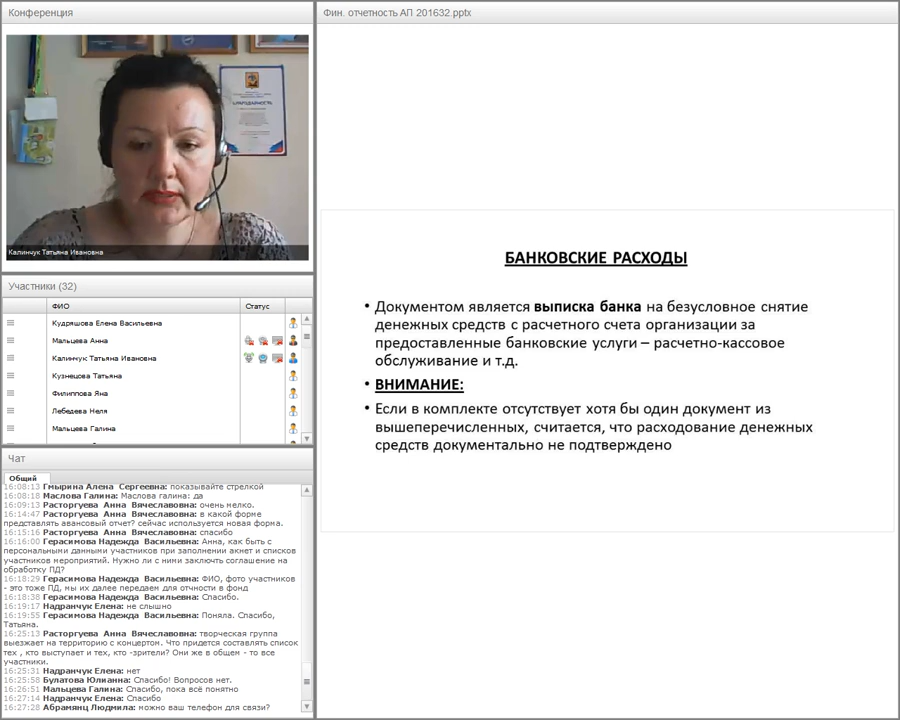 Конференция
БЛАГОДАРНОСТЬ
Калинчук Татьяна Ивановна
Участники (32)
ФИО Статус
Кудряшова Елена Васильевна
Мальцева Анна
Калинчук Татьяна Ивановна
Кузнецова Татьяна
Филиппова Яна
Лебедева Неля
Мальцева Галина
Чат
Общий
16:08:13 Гмырина Алена Сергеевна: показывайте стрелкой
16:08:18 Маслова Галина: Маслова галина: да
16:09:13 Расторгуева Анна Вячеславовна: очень мелко.
16:14:47 Расторгуева Анна Вячеславовна: в какой форме
представлять авансовый отчет? сейчас используется новая форма.
16:15:16 Расторгуева Анна Вячеславовна: спасибо
16:16:00 Герасимова Надежда Васильевна: Анна, как быть с
персональными данными участников при заполнении акнет и списков
участников мероприятий. Нужно ли с ними заключть соглашение на
обработку ПД?
16:18:29 Герасимова Надежда Васильевна: ФИО, фото участников
- это тоже ПД, мы их далее передаем для отчности в фонд
16:18:38 Герасимова Надежда Васильевна: Спасибо.
16:19:17 Надранчук Елена: не слышно
16:19:55 Герасимова Надежда Васильевна: Поняла. Спасибо,
Татьяна.
16:25:13 Расторгуева Анна Вячеславовна: творческая группа
выезжает на территорию с концертом. Что придется составлять список
тех , кто выступает и тех, кто -зрители? Они же в общем - то все
участники.
16:25:31 Надранчук Елена: нет
16:25:58 Булатова Юлианна: Спасибо! Вопросов нет.
16:26:51 Мальцева Галина: Спасибо, пока всё понятно
16:27:14 Надранчук Елена: Спасибо
16:27:28 Абрамянц Людмила: можно ваш телефон для связи?
Фин. отчетность АП 201632.pptx
БАНКОВСКИЕ РАСХОДЫ
• Документом является выписка банка на безусловное снятие
денежных средств с расчетного счета организации за
предоставленные банковские услуги – расчетно-кассовое
обслуживание и т.д.
• ВНИМАНИЕ:
• Если в комплекте отсутствует хотя бы один документ из
вышеперечисленных, считается, что расходование денежных
средств документально не подтверждено